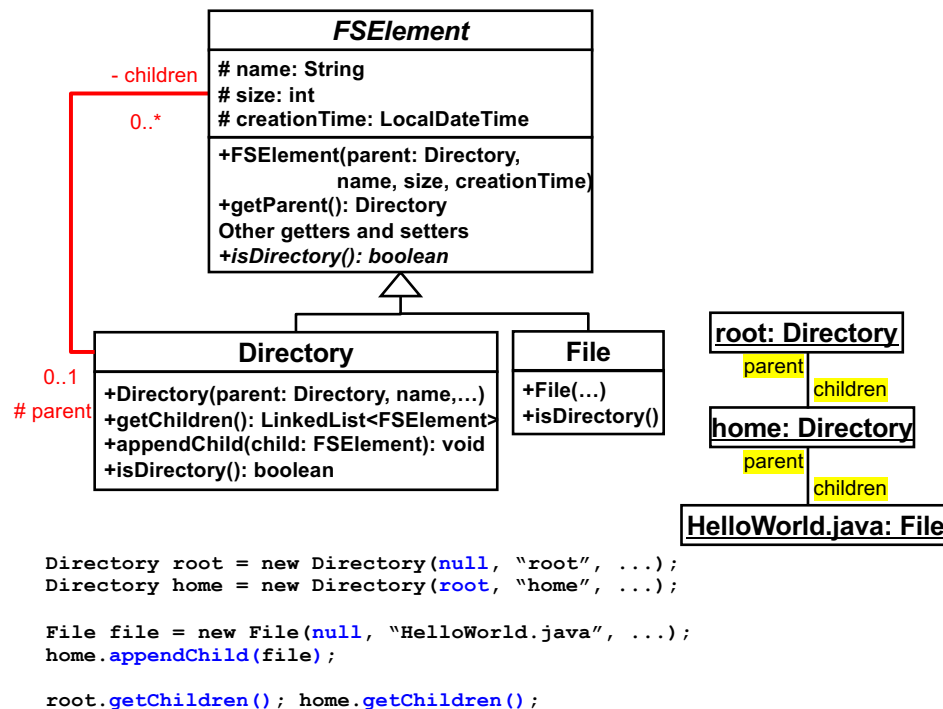 FSElement
- children
0..*
# name: String
# size: int
# creationTime: LocalDateTime
+FSElement(parent: Directory,
name, size, creationTime)
+getParent(): Directory
Other getters and setters
+isDirectory(): boolean
0..1
# parent
Directory
+Directory(parent: Directory, name,…)
+getChildren(): LinkedList<FSElement>
+appendChild(child: FSElement): void
+isDirectory(): boolean
File
+File(…)
+isDirectory()
root: Directory
parent
children
home: Directory
parent
children
HelloWorld.java: File
Directory root = new Directory(null, “root”, ...);
Directory home = new Directory(root, “home”, ...);
File file = new File(null, “HelloWorld.java”, ...);
home.appendChild(file);
root.getChildren(); home.getChildren();